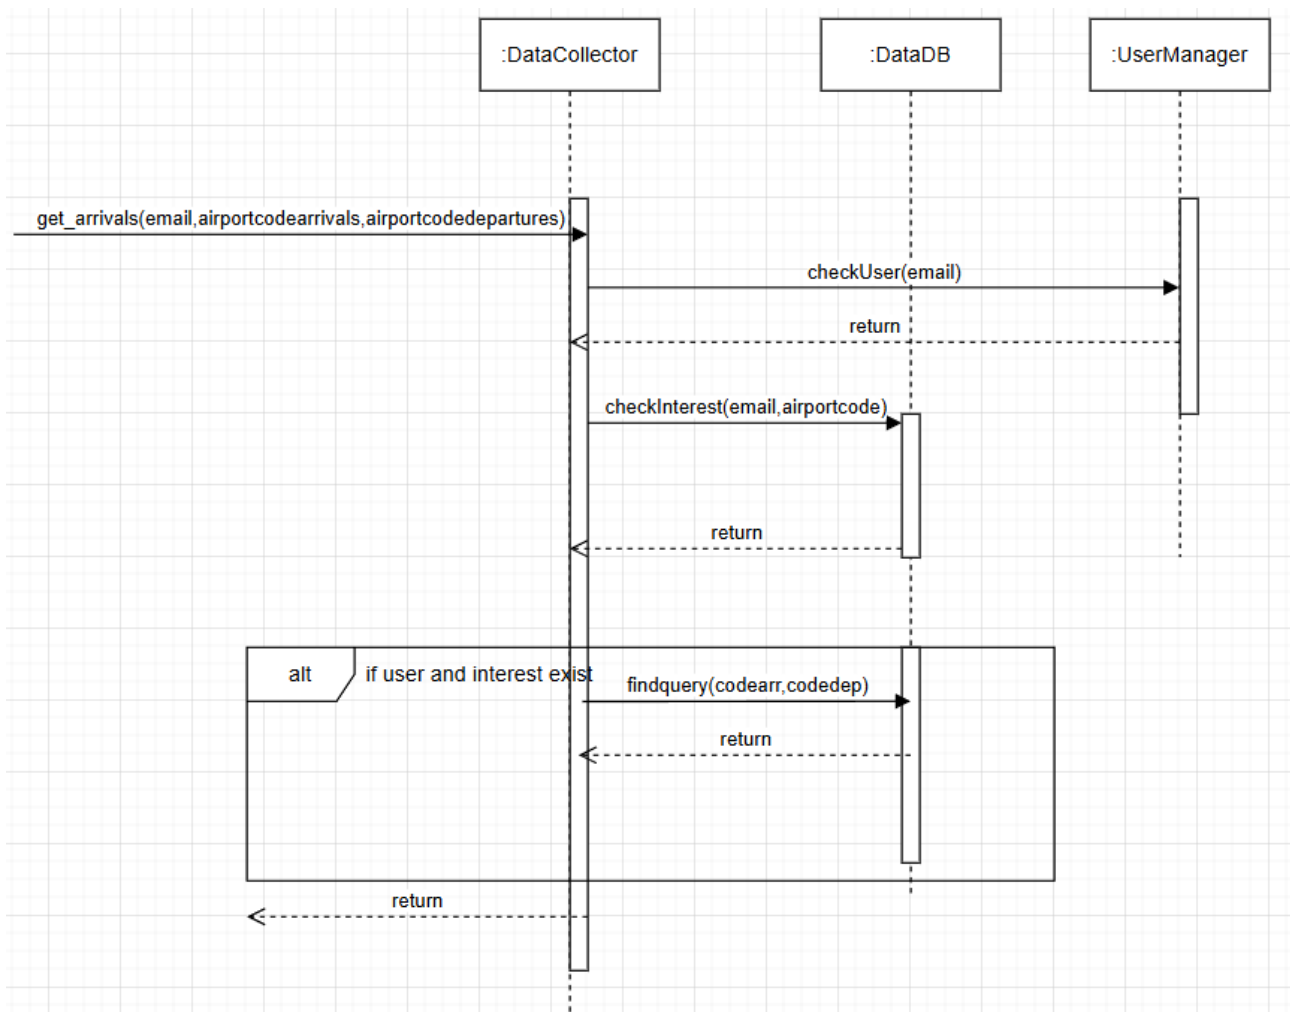 :DataCollector
:DataDB
:UserManager
get_arrivals(email,airportcodearrivals,airportcodedepartures)
checkUser(email)
return
checkInterest(email,airportcode)
return
alt
if user and interest exist
findquery(codearr,codedep)
return
return